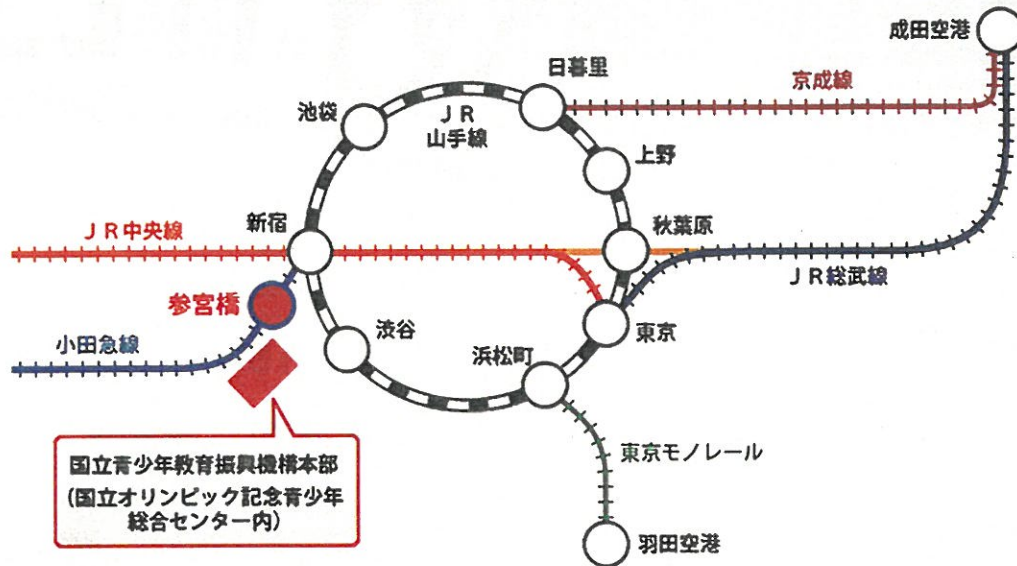 成田空港
日暮里
京成線
池袋
ＪＲ
山手線
上野
新宿
秋葉原
ＪＲ中央線
ＪＲ総武線
参宮橋
東京
渋谷
小田急線
浜松町
国立青少年教育振興機構本部
(国立オリンピック記念青少年
総合センター内)
東京モノレール
羽田空港